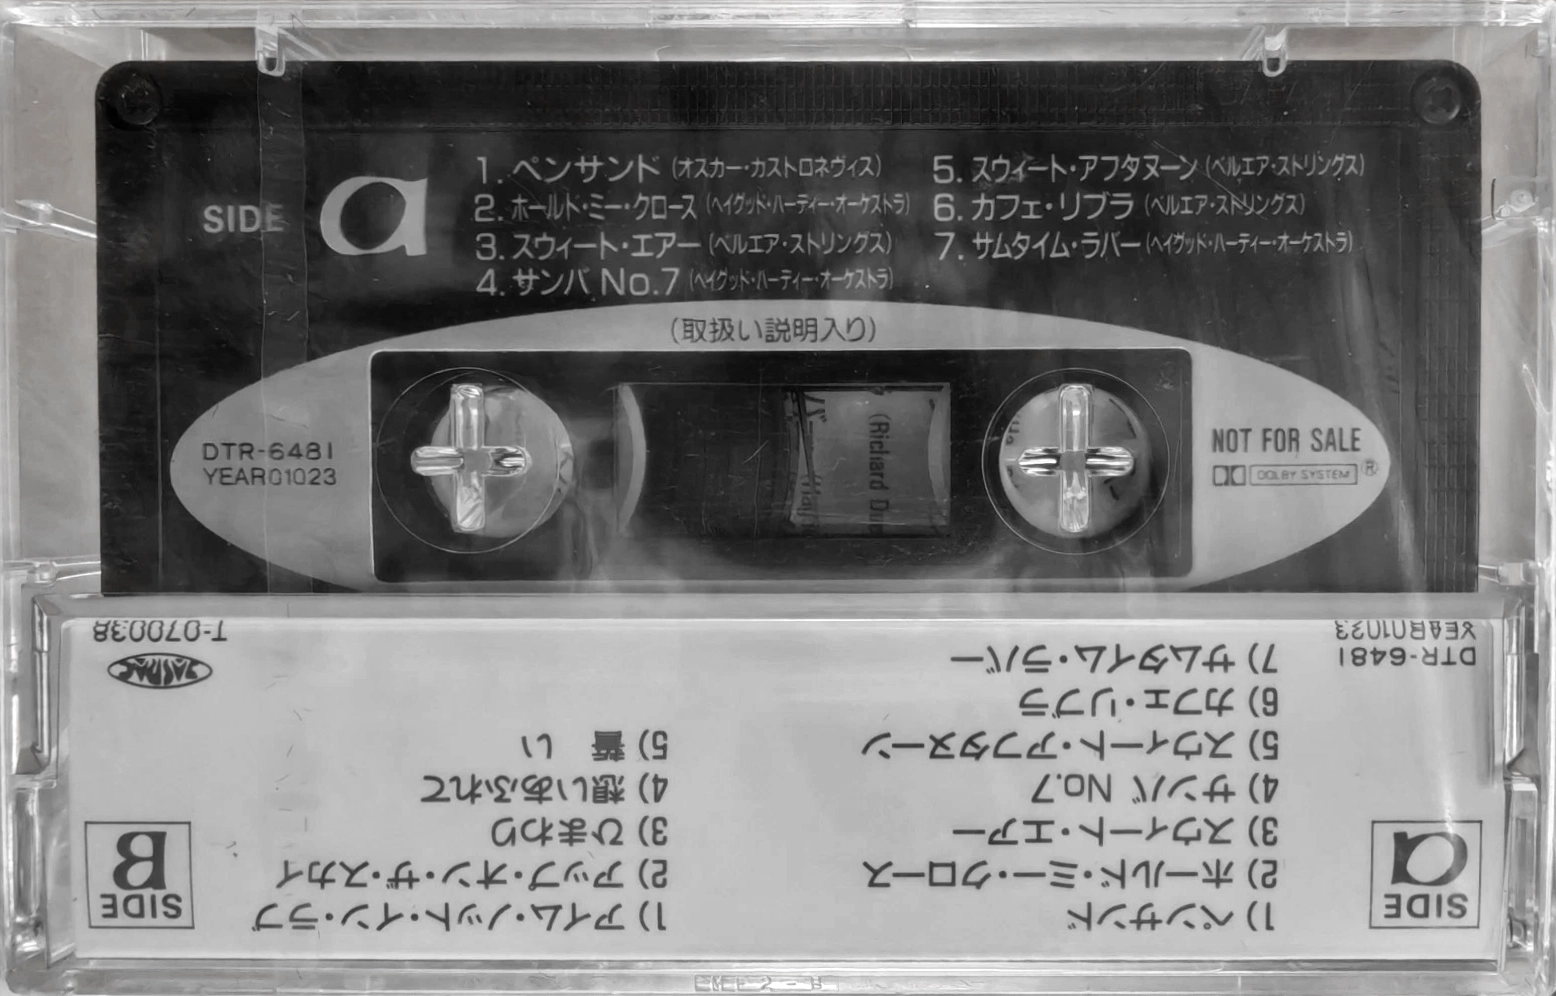 SIDE a
1. ペンサンド (オスカー・カストロネヴィス)
2. ホールド・ミー・クロース (ヘイグッド・ハーディー・オーケストラ)
3. スウィート・エアー (ベルエア・ストリングス)
4. サンバ No.7 (ヘイグッド・ハーディー・オーケストラ)
5. スウィート・アフタヌーン (ベルエア・ストリングス)
6. カフェ・リブラ (ベルエア・ストリングス)
7. サムタイム・ラバー (ヘイグッド・ハーディー・オーケストラ)
(取扱い説明入り)
DTR-6481
YEAR01023
(Richard
NOT FOR SALE
DOLBY SYSTEM ®
SIDE a
1) ペンサンド
2) ホールド・ミー・クロース
3) スウィート・エアー
4) サンバ No.7
5) スウィート・アフタヌーン
6) カフェ・リブラ
7) サムタイム・ラバー
DTR-6481
YEAR01023
SIDE B
1) アイム・ノット・イン・ラブ
2) アップ・オン・ザ・スカイ
3) ひまわり
4) 想いあふれて
5) 誓い
JASRAC
T-070038